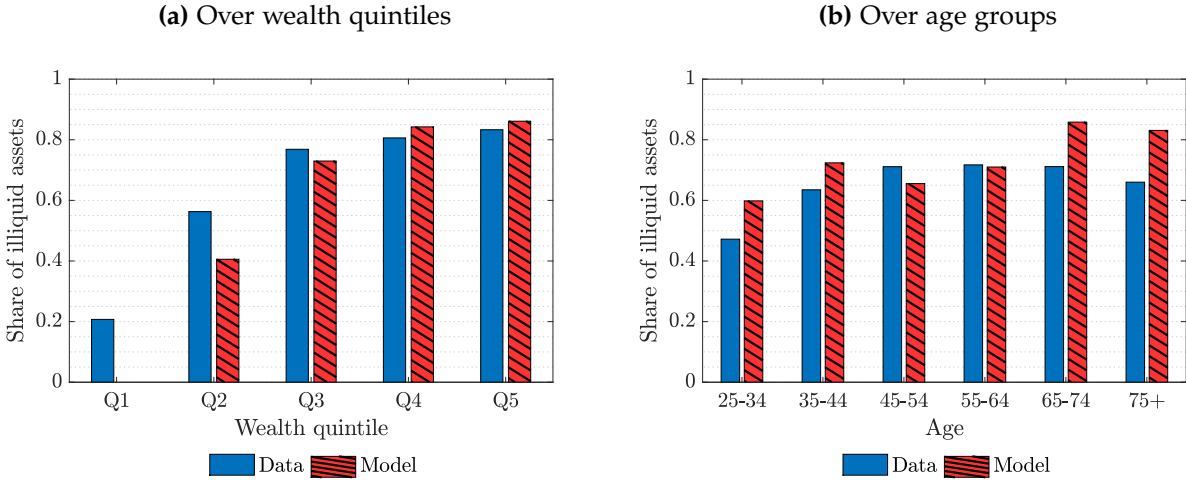 (a) Over wealth quintiles
Share of illiquid assets
1
0.8
0.6
0.4
0.2
0
Q1 Q2 Q3 Q4 Q5
Wealth quintile
Data Model
(b) Over age groups
Share of illiquid assets
1
0.8
0.6
0.4
0.2
0
25-34 35-44 45-54 55-64 65-74 75+
Age
Data Model